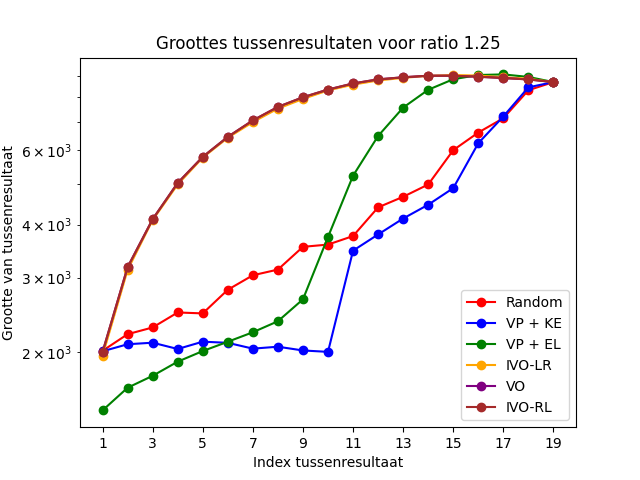 Groottes tussenresultaten voor ratio 1.25
Grootte van tussenresultaat
6 × 10³
4 × 10³
3 × 10³
2 × 10³
Random
VP + KE
VP + EL
IVO-LR
VO
IVO-RL
1 3 5 7 9 11 13 15 17 19
Index tussenresultaat